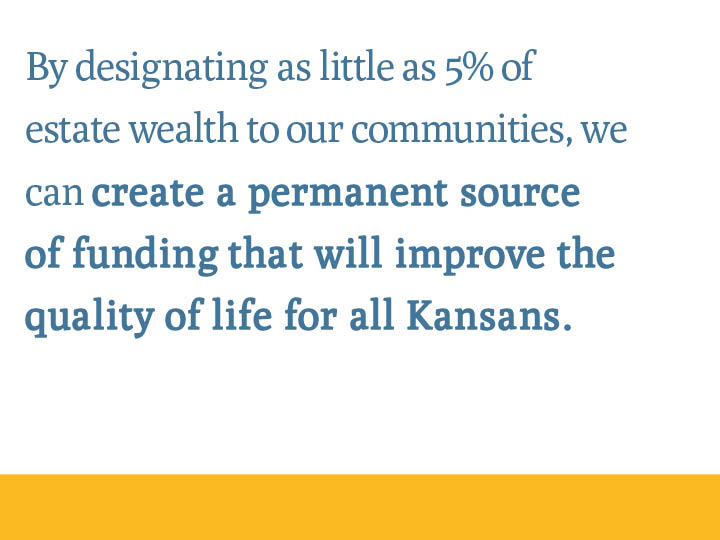 By designating as little as 5% of
estate wealth to our communities, we
can create a permanent source
of funding that will improve the
quality of life for all Kansans.